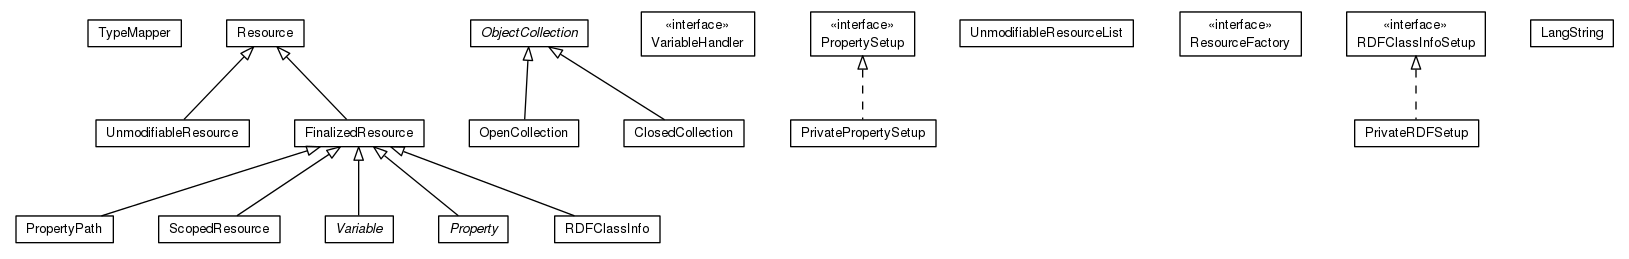 TypeMapper
Resource
ObjectCollection
«interface»
VariableHandler
«interface»
PropertySetup
UnmodifiableResourceList
«interface»
ResourceFactory
«interface»
RDFClassInfoSetup
LangString
UnmodifiableResource
FinalizedResource
OpenCollection
ClosedCollection
PrivatePropertySetup
PrivateRDFSetup
PropertyPath
ScopedResource
Variable
Property
RDFClassInfo